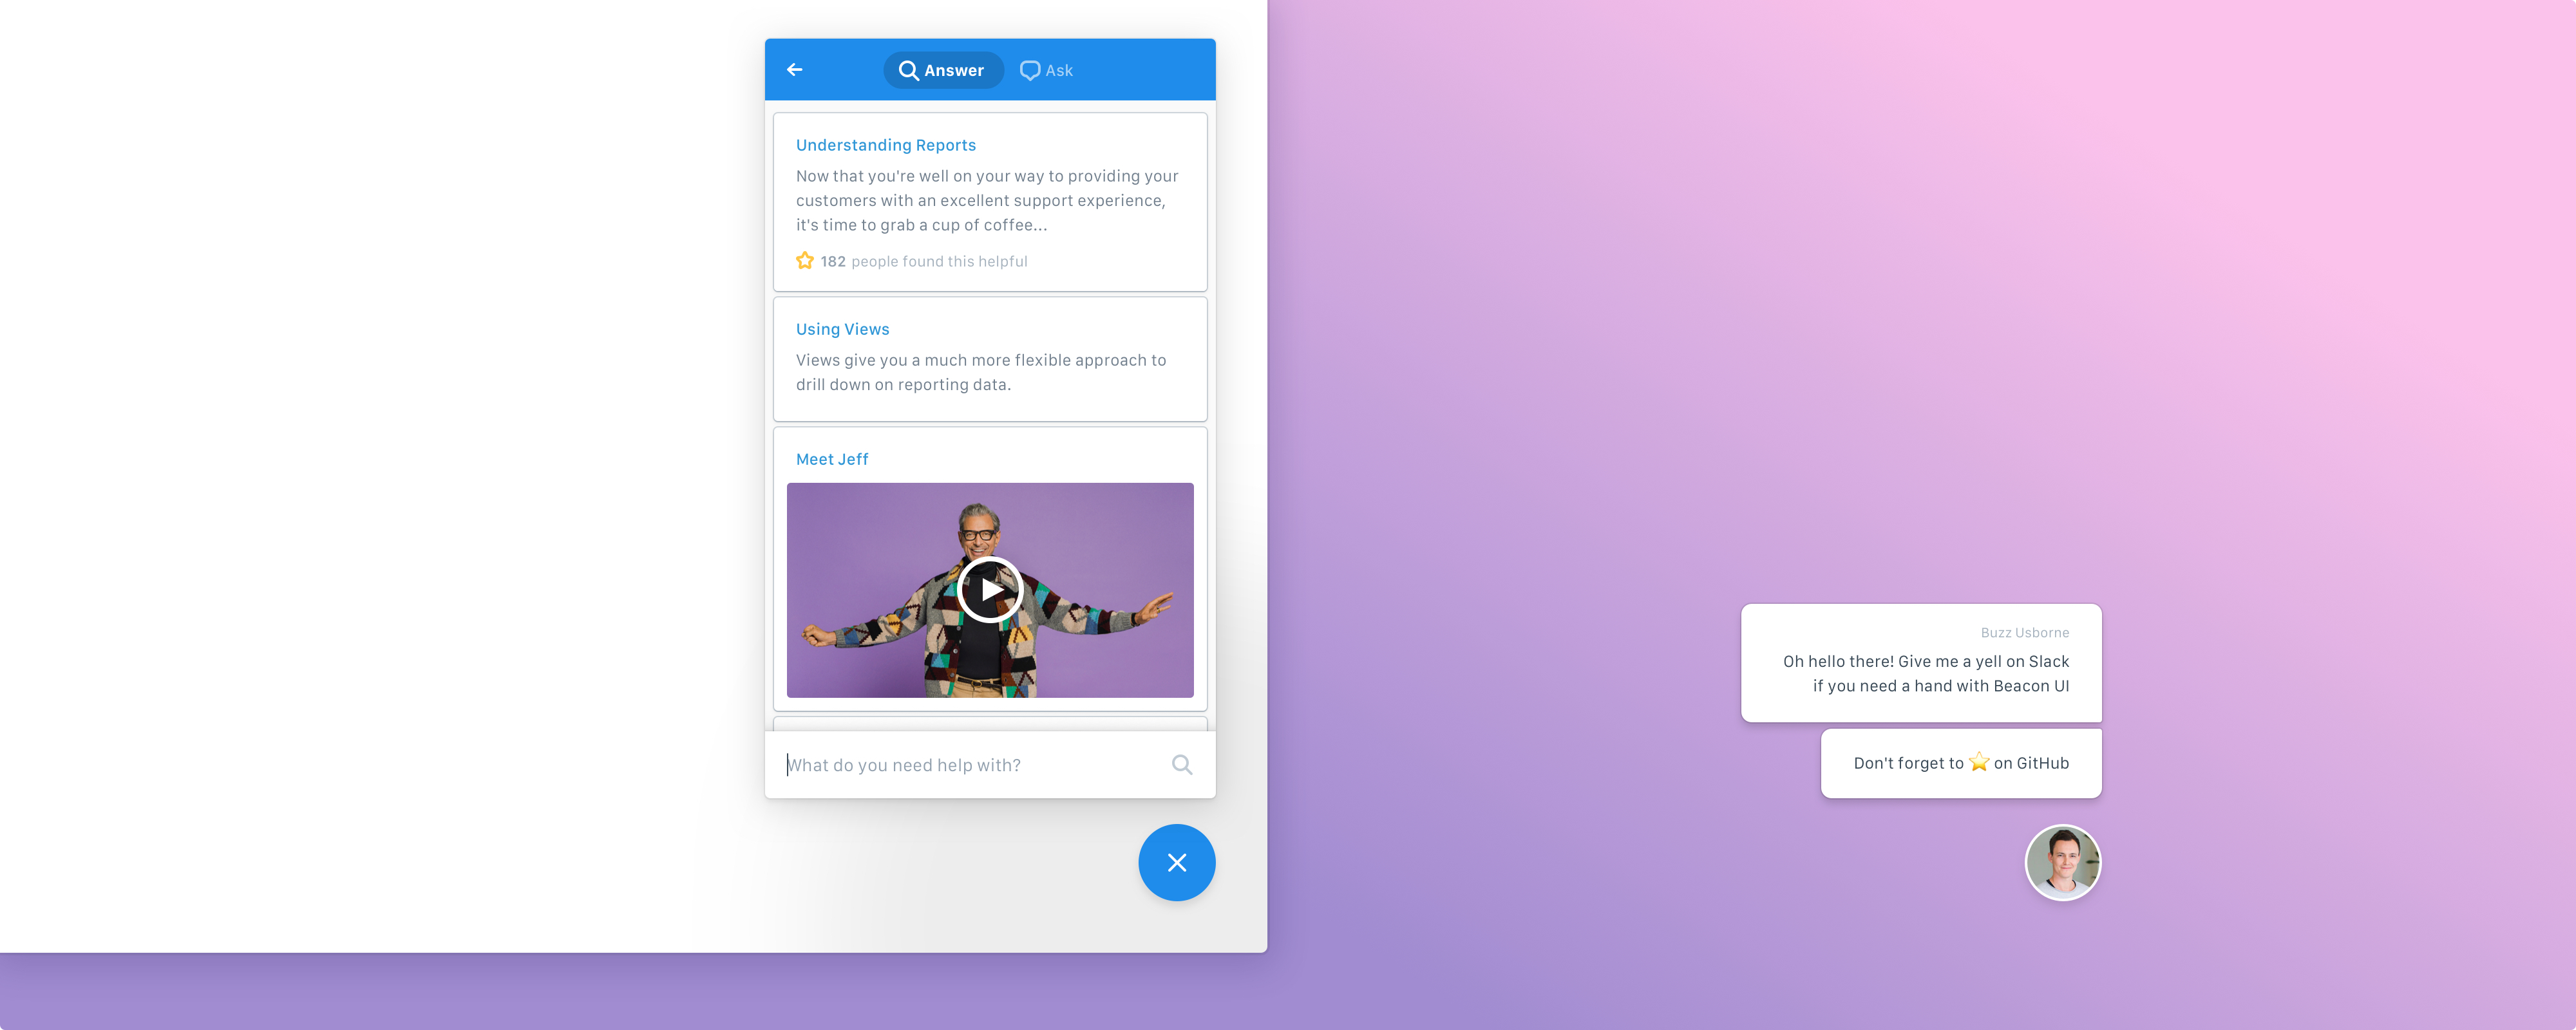 Answer Ask
Understanding Reports
Now that you're well on your way to providing your
customers with an excellent support experience,
it's time to grab a cup of coffee...
182 people found this helpful
Using Views
Views give you a much more flexible approach to
drill down on reporting data.
Meet Jeff
What do you need help with?
Buzz Usborne
Oh hello there! Give me a yell on Slack
if you need a hand with Beacon UI
Don't forget to ⭐ on GitHub